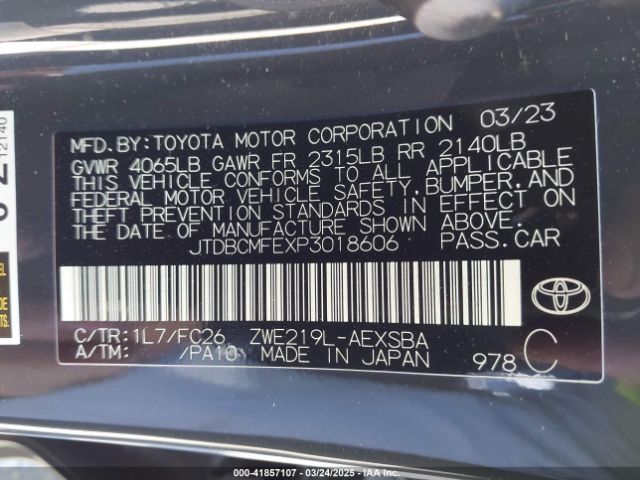 MFD.BY:TOYOTA MOTOR CORPORATION 03/23
GVWR 4065LB GAWR FR 2315LB RR 2140LB
THIS VEHICLE CONFORMS TO ALL APPLICABLE
FEDERAL MOTOR VEHICLE SAFETY, BUMPER, AND
THEFT PREVENTION STANDARDS IN EFFECT ON
THE DATE OF MANUFACTURE SHOWN ABOVE.
JTDBCMFEXP3018606 PASS.CAR
C/TR:1L7/FC26 ZWE219L-AEXSBA
A/TM: /PA10 MADE IN JAPAN 978 C
12140
000-41857107 — 03/24/2025 — IAA Inc.